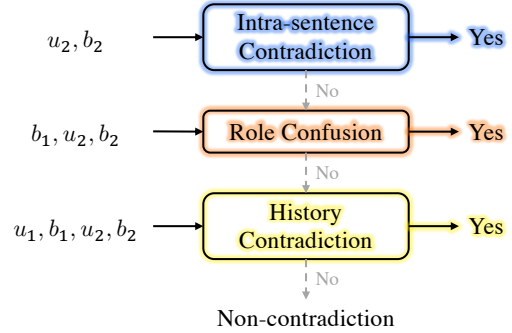 u₂, b₂
Intra-sentence
Contradiction
Yes
No
b₁, u₂, b₂
Role Confusion
Yes
No
u₁, b₁, u₂, b₂
History
Contradiction
Yes
No
Non-contradiction